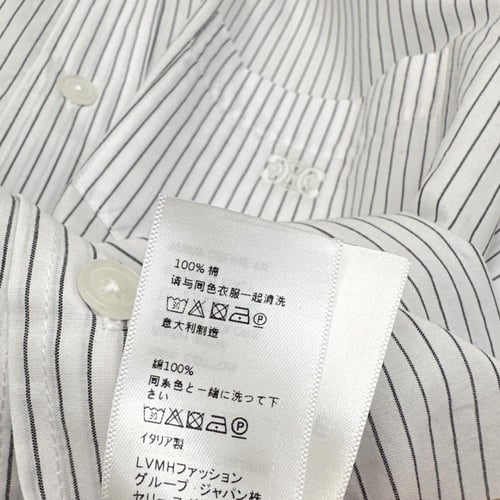 100% 棉
请与同色衣服一起清洗
30 P
意大利制造
綿100%
同系色と一緒に洗つて下
さい
30 P
イタリア製
LVMHファッション
グループ・ジャパン株